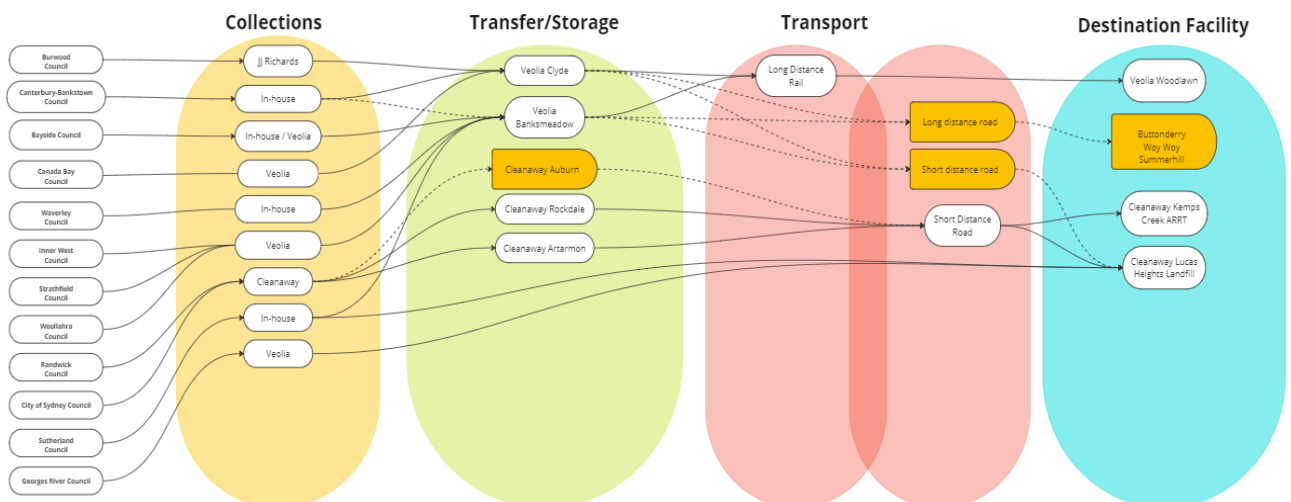 Collections
Transfer/Storage
Transport
Destination Facility
Burwood
Council
Canterbury-Bankstown
Council
Bayside Council
Canada Bay
Council
Waverley
Council
Inner West
Council
Strathfield
Council
Woollahra
Council
Randwick
Council
City of Sydney Council
Sutherland
Council
Georges River Council
JJ Richards
In-house
In-house / Veolia
Veolia
In-house
Veolia
Cleanaway
In-house
Veolia
Veolia Clyde
Veolia
Banksmeadow
Cleanaway Auburn
Cleanaway Rockdale
Cleanaway Artarmon
Long Distance
Rail
Long distance road
Short distance road
Short Distance
Road
Veolia Woodlawn
Buttonderry
Woy Woy
Summerhill
Cleanaway Kemps
Creek ARRT
Cleanaway Lucas
Heights Landfill